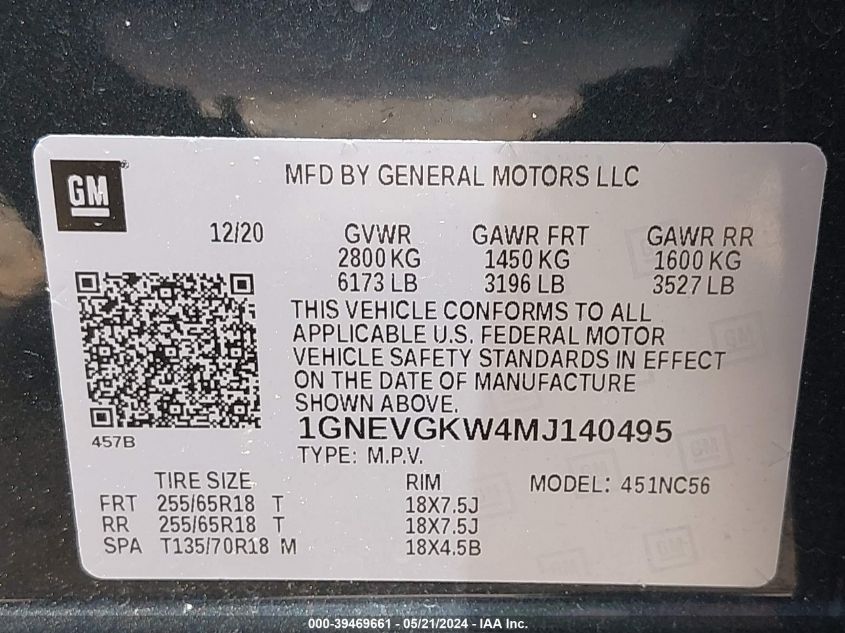 GM
MFD BY GENERAL MOTORS LLC
12/20 GVWR GAWR FRT GAWR RR
2800 KG 1450 KG 1600 KG
6173 LB 3196 LB 3527 LB
THIS VEHICLE CONFORMS TO ALL
APPLICABLE U.S. FEDERAL MOTOR
VEHICLE SAFETY STANDARDS IN EFFECT
ON THE DATE OF MANUFACTURE
SHOWN ABOVE.
457B
1GNEVGKW4MJ140495
TYPE: M.P.V.
TIRE SIZE RIM MODEL: 451NC56
FRT 255/65R18 T 18X7.5J
RR 255/65R18 T 18X7.5J
SPA T135/70R18 M 18X4.5B
000-39469661 - 05/21/2024 - IAA Inc.